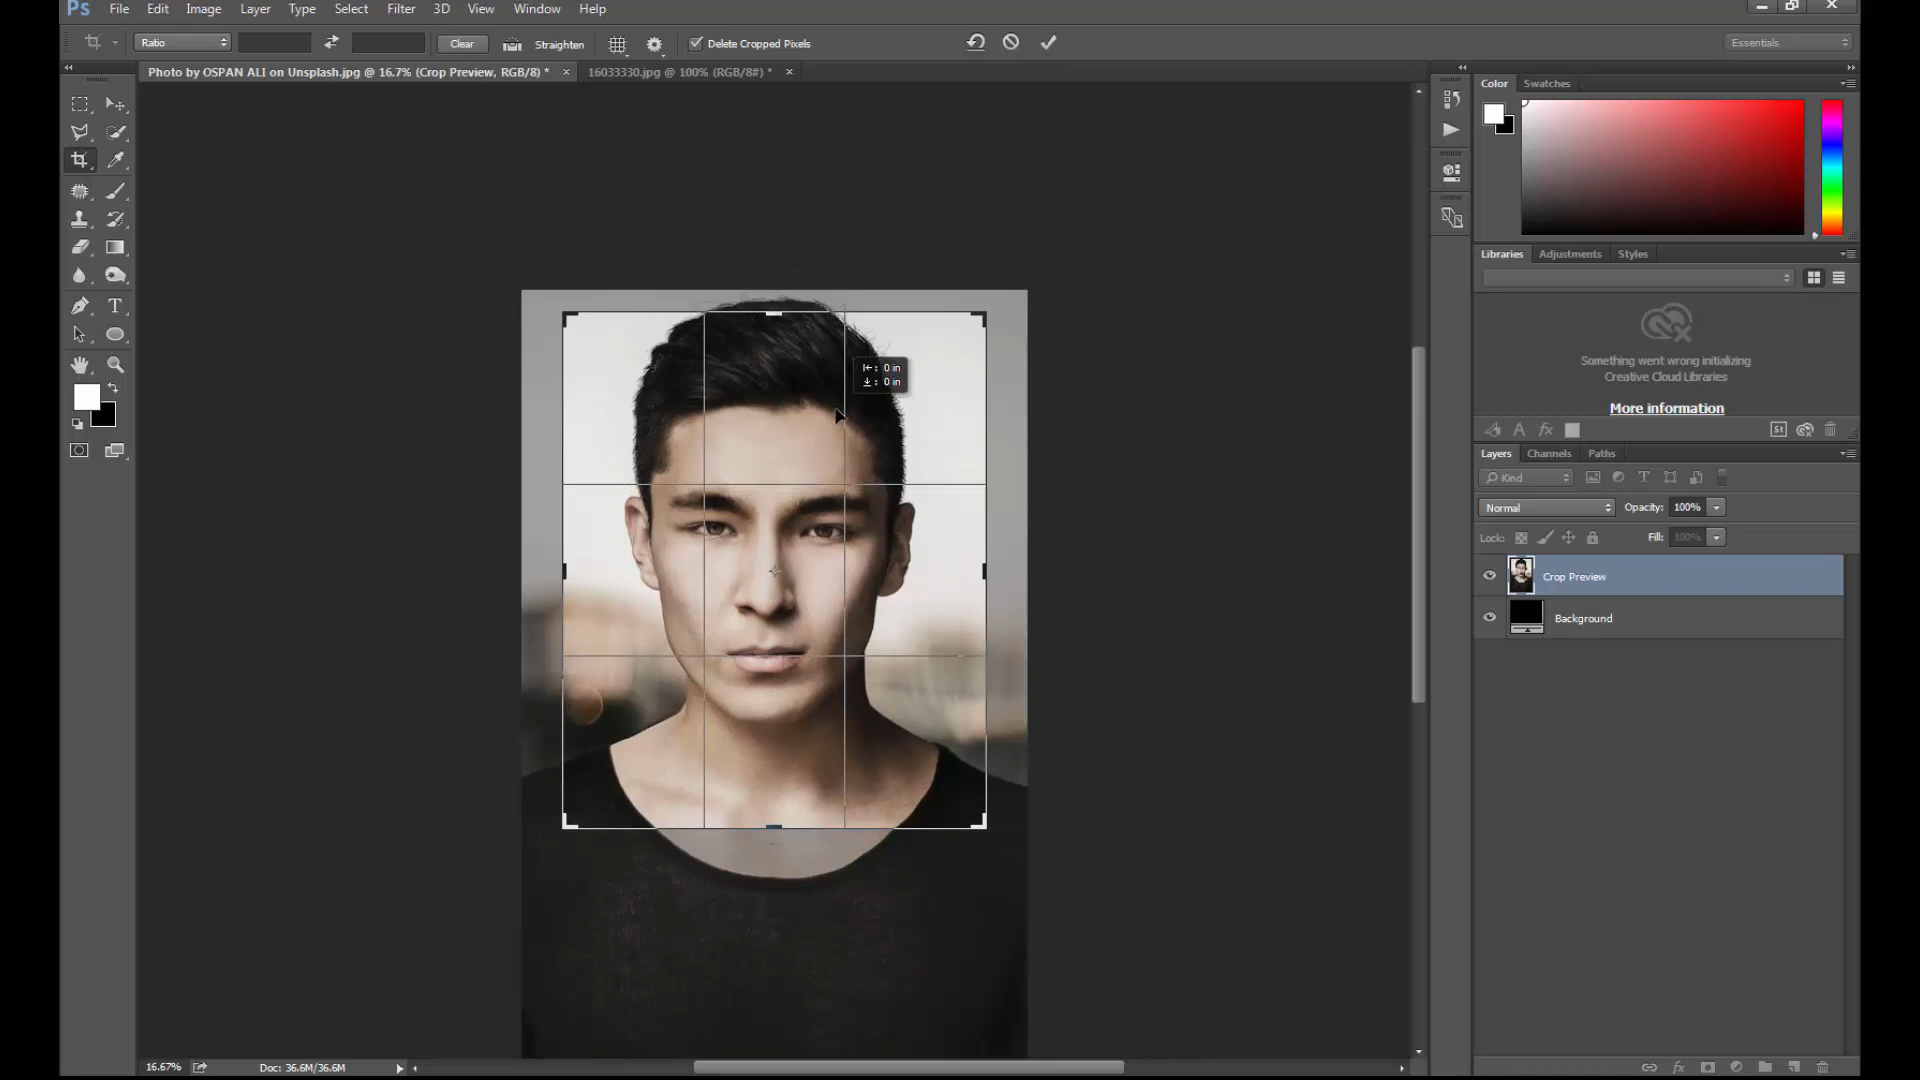 Ps File Edit Image Layer Type Select Filter 3D View Window Help
Ratio Clear Straighten Delete Cropped Pixels Essentials
Photo by OSPAN ALI on Unsplash.jpg @ 16.7% (Crop Preview, RGB/8) * × 16033330.jpg @ 100% (RGB/8#) * ×
Color Swatches
Libraries Adjustments Styles
Something went wrong initializing
Creative Cloud Libraries
More information
0 in
0 in
St
Layers Channels Paths
Kind
Normal Opacity: 100%
Lock: Fill: 100%
Crop Preview
Background
16.67% Doc: 36.6M/36.6M